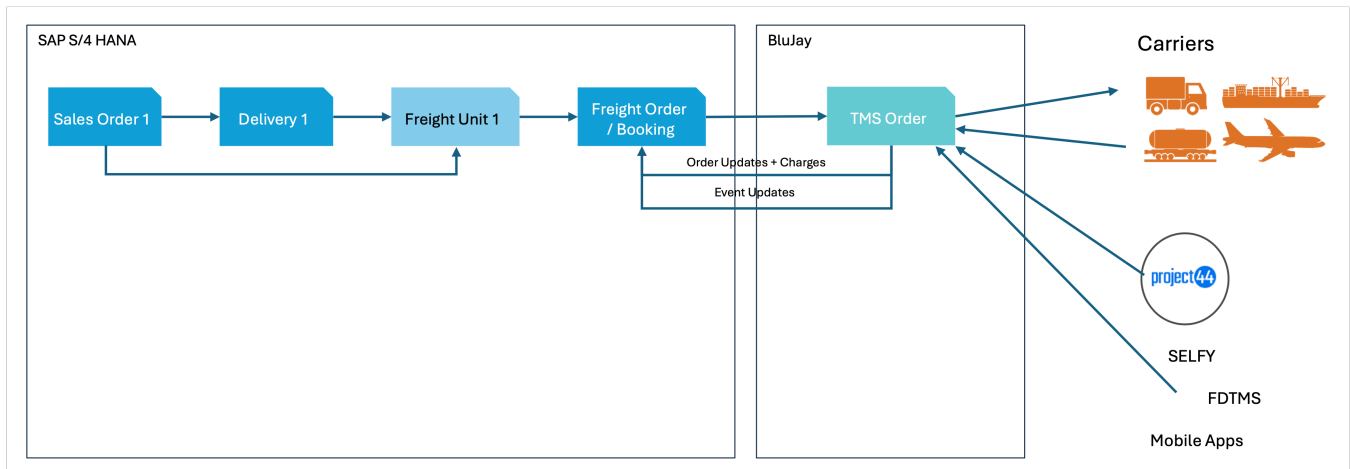 SAP S/4 HANA
BluJay
Carriers
Sales Order 1
Delivery 1
Freight Unit 1
Freight Order
/ Booking
TMS Order
Order Updates + Charges
Event Updates
project44
SELFY
FDTMS
Mobile Apps